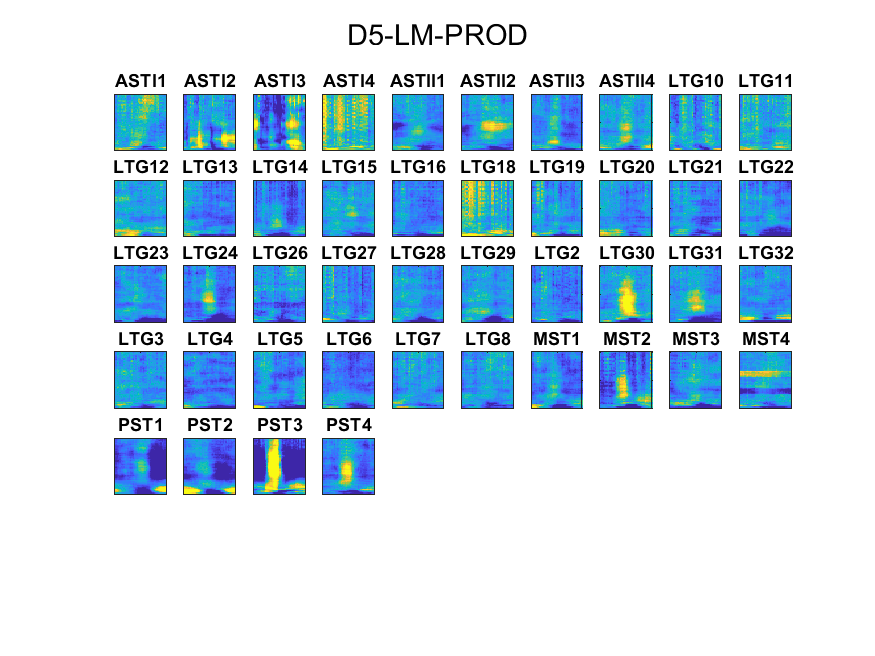 D5-LM-PROD
ASTI1 ASTI2 ASTI3 ASTI4 ASTII1 ASTII2 ASTII3 ASTII4 LTG10 LTG11
LTG12 LTG13 LTG14 LTG15 LTG16 LTG18 LTG19 LTG20 LTG21 LTG22
LTG23 LTG24 LTG26 LTG27 LTG28 LTG29 LTG2 LTG30 LTG31 LTG32
LTG3 LTG4 LTG5 LTG6 LTG7 LTG8 MST1 MST2 MST3 MST4
PST1 PST2 PST3 PST4